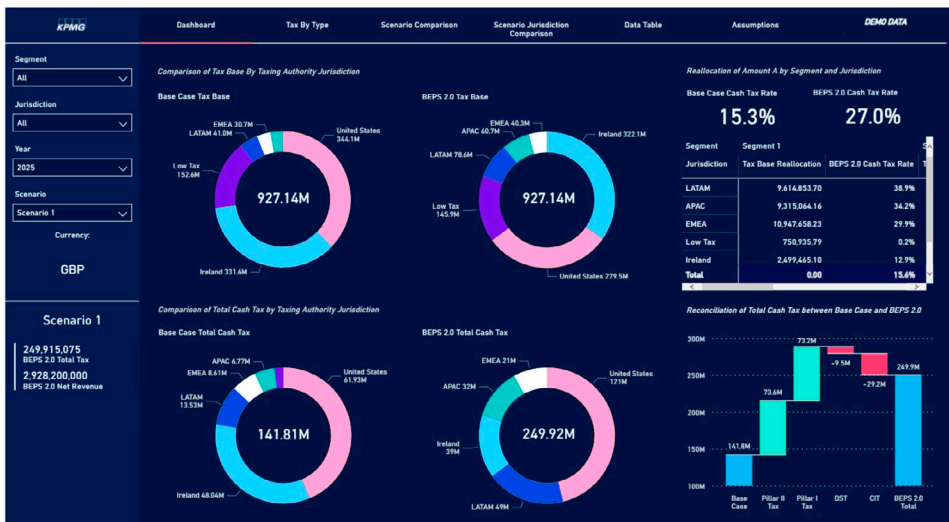 KPMG
Dashboard
Tax By Type
Scenario Comparison
Scenario Jurisdiction
Comparison
Data Table
Assumptions
DEMO DATA
Segment
All
Jurisdiction
All
Year
2025
Scenario
Scenario 1
Currency:
GBP
Scenario 1
249,915,075
BEPS 2.0 Total Tax
2,928,200,000
BEPS 2.0 Net Revenue
Comparison of Tax Base By Taxing Authority Jurisdiction
Base Case Tax Base
EMEA 30.7M
LATAM 41.0M
United States
344.1M
Low Tax
152.6M
927.14M
Ireland 331.6M
BEPS 2.0 Tax Base
EMEA 40.3M
APAC 60.7M
Ireland 322.1M
LATAM 78.6M
927.14M
Low Tax
145.9M
United States 279.5M
Reallocation of Amount A by Segment and Jurisdiction
Base Case Cash Tax Rate
BEPS 2.0 Cash Tax Rate
15.3%
27.0%
Segment Segment 1 S
Jurisdiction Tax Base Reallocation BEPS 2.0 Cash Tax Rate T
LATAM 9,614,853.70 38.9%
APAC 9,315,064.16 34.2%
EMEA 10,947,658.23 29.9%
Low Tax 750,935.79 0.2%
Ireland 2,499,465.10 12.9%
Total 0.00 15.6%
Comparison of Total Cash Tax by Taxing Authority Jurisdiction
Base Case Total Cash Tax
APAC 6.77M
EMEA 8.61M
United States
61.93M
LATAM
13.53M
141.81M
Ireland 48.04M
BEPS 2.0 Total Cash Tax
EMEA 21M
United States
121M
APAC 32M
249.92M
Ireland
39M
LATAM 49M
Reconciliation of Total Cash Tax between Base Case and BEPS 2.0
300M
250M
200M
150M
100M
141.8M
73.6M
73.2M
-9.5M
-29.2M
249.9M
Base
Case
Pillar II
Tax
Pillar I
Tax
DST
CIT
BEPS 2.0
Total